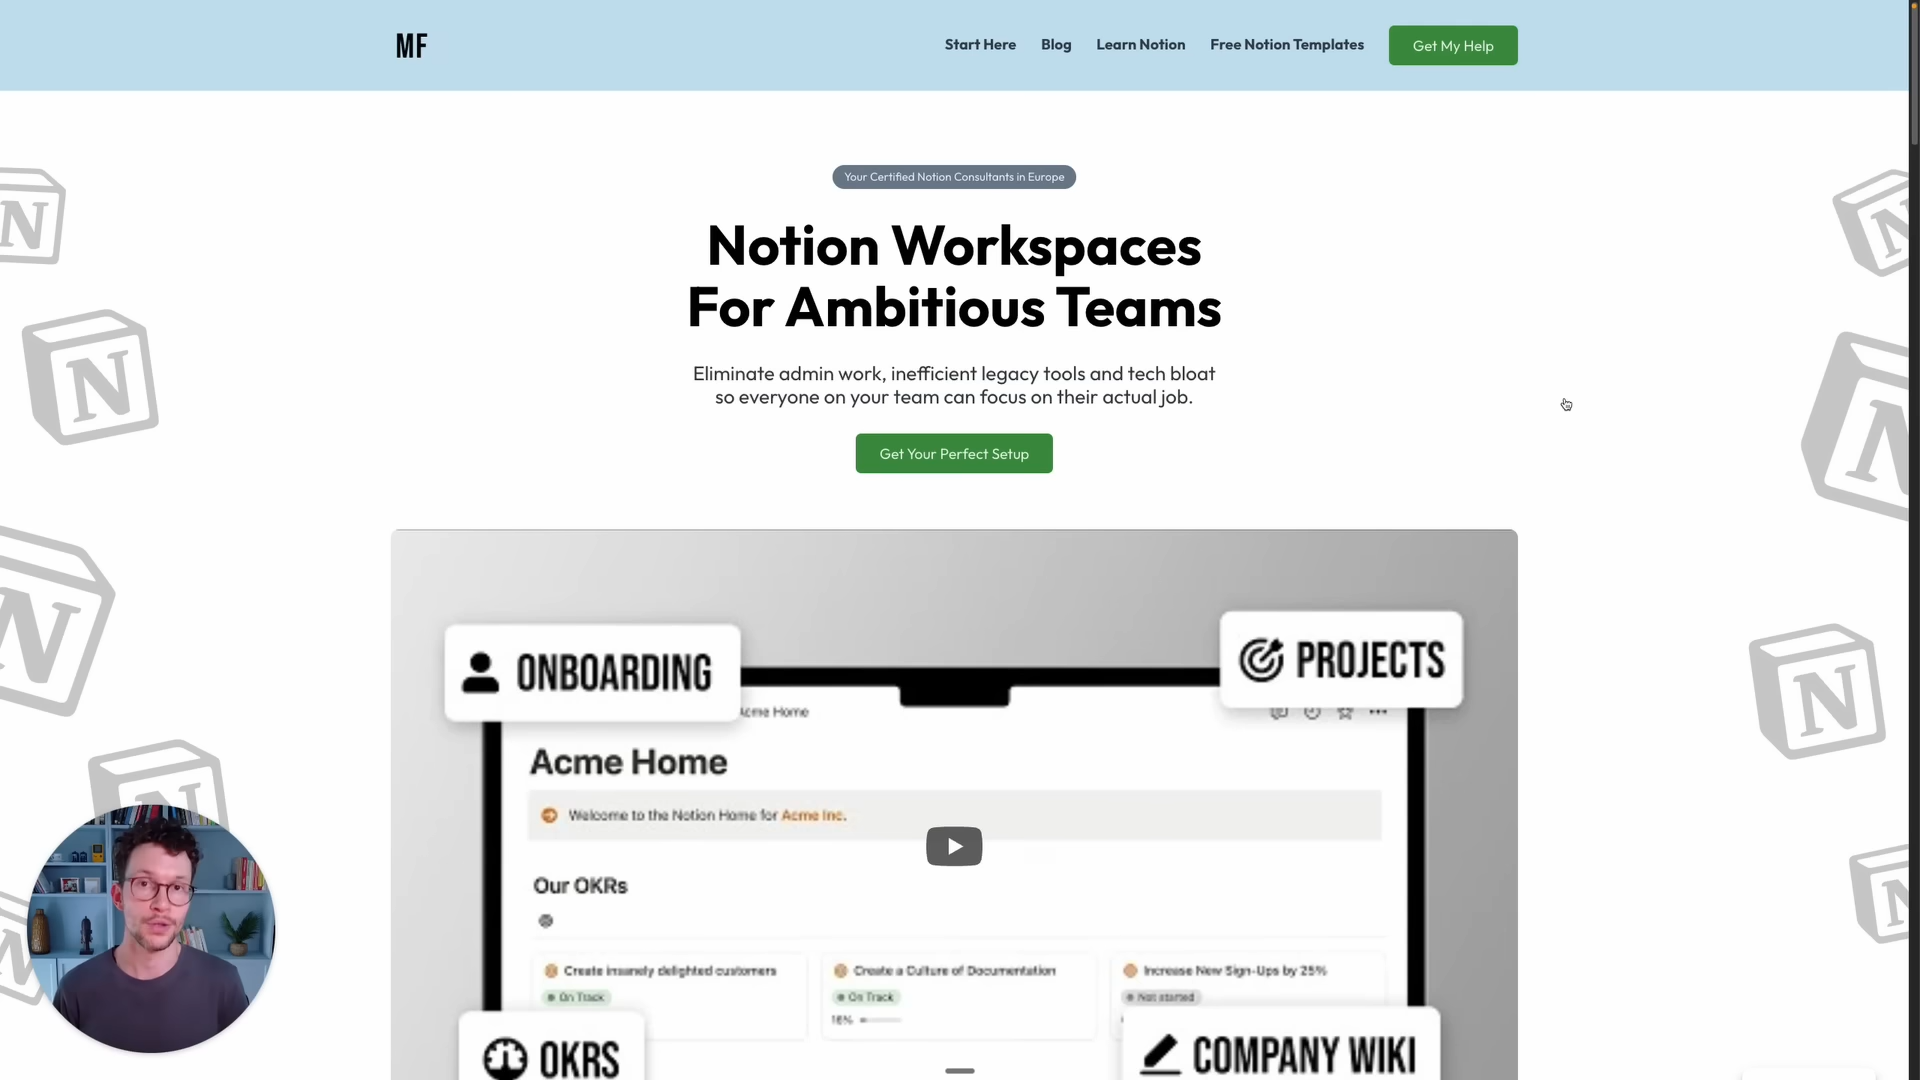 MF
Start Here
Blog
Learn Notion
Free Notion Templates
Get My Help
Your Certified Notion Consultants in Europe
Notion Workspaces
For Ambitious Teams
Eliminate admin work, inefficient legacy tools and tech bloat
so everyone on your team can focus on their actual job.
Get Your Perfect Setup
ONBOARDING
PROJECTS
Acme Home
Acme Home
Welcome to the Notion Home for Acme Inc.
Our OKRs
Create insanely delighted customers
On Track
Create a Culture of Documentation
On Track
16%
Increase New Sign-Ups by 25%
Not started
OKRS
COMPANY WIKI
N
N
N
N
N
N
N
N
N